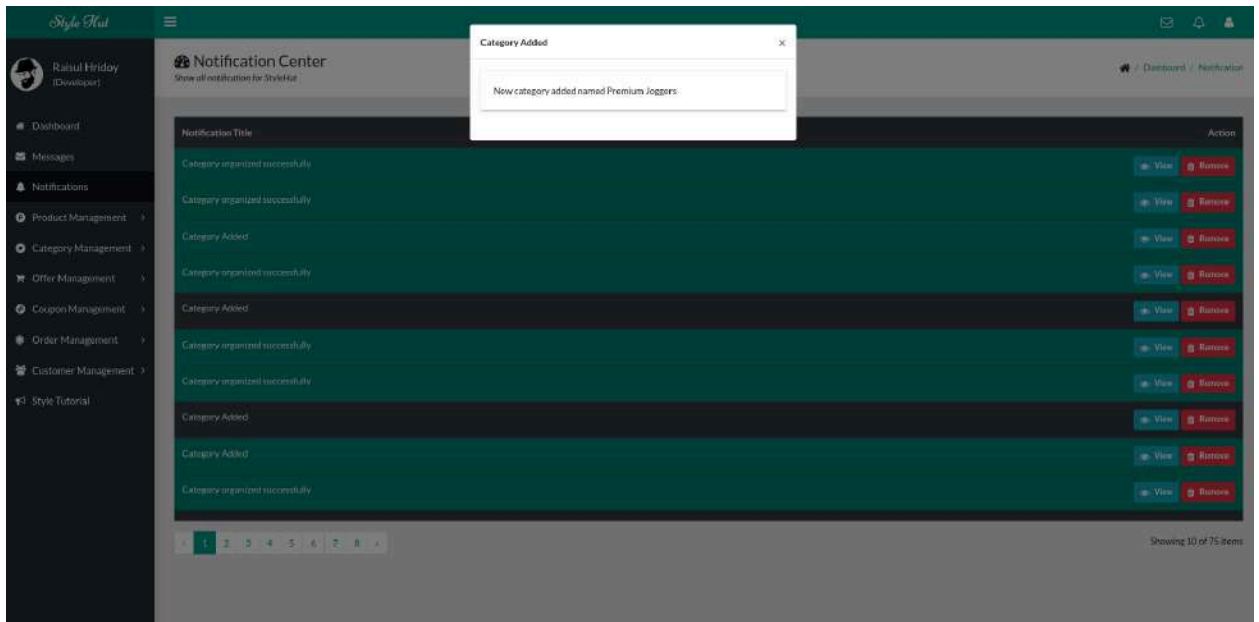 Style Hut
Category Added ×
New category added named Premium Joggers
Raisul Hridoy
(Developer)
Notification Center
Show all notification for StyleHut
/ Dashboard / Notification
Dashboard
Messages
Notifications
Product Management
Category Management
Offer Management
Coupon Management
Order Management
Customer Management
Style Tutorial
Notification Title Action
Category organized successfully View Remove
Category organized successfully View Remove
Category Added View Remove
Category organized successfully View Remove
Category Added View Remove
Category organized successfully View Remove
Category organized successfully View Remove
Category Added View Remove
Category Added View Remove
Category organized successfully View Remove
‹ 1 2 3 4 5 6 7 8 ›
Showing 10 of 75 items